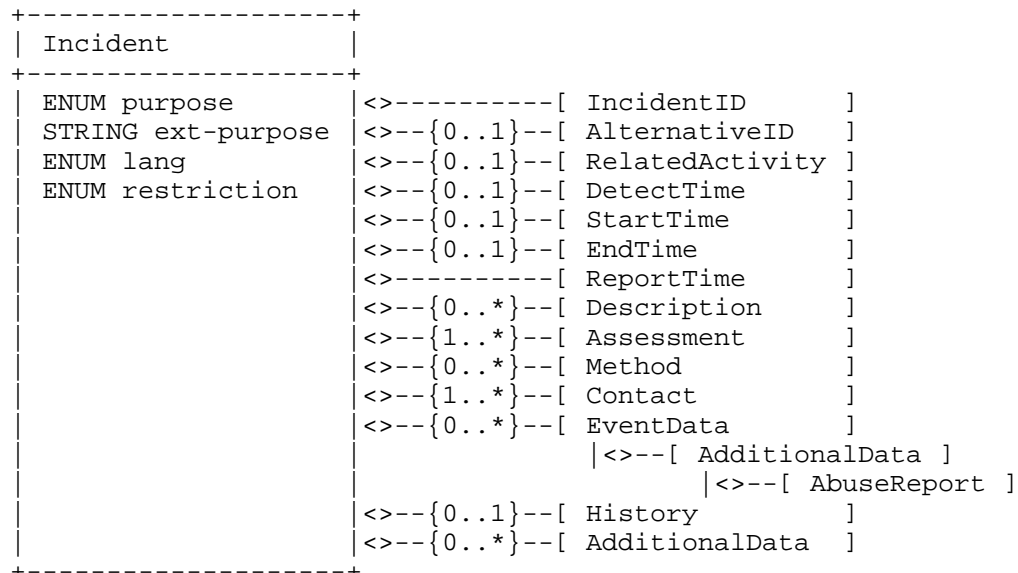 +---------------------+
| Incident            |
+---------------------+
| ENUM purpose        |<>----------[ IncidentID      ]
| STRING ext-purpose  |<>--{0..1}--[ AlternativeID   ]
| ENUM lang           |<>--{0..1}--[ RelatedActivity ]
| ENUM restriction    |<>--{0..1}--[ DetectTime      ]
|                     |<>--{0..1}--[ StartTime       ]
|                     |<>--{0..1}--[ EndTime         ]
|                     |<>----------[ ReportTime      ]
|                     |<>--{0..*}--[ Description     ]
|                     |<>--{1..*}--[ Assessment      ]
|                     |<>--{0..*}--[ Method          ]
|                     |<>--{1..*}--[ Contact         ]
|                     |<>--{0..*}--[ EventData       ]
|                     |              |<>--[ AdditionalData ]
|                     |                     |<>--[ AbuseReport ]
|                     |<>--{0..1}--[ History         ]
|                     |<>--{0..*}--[ AdditionalData  ]
+---------------------+